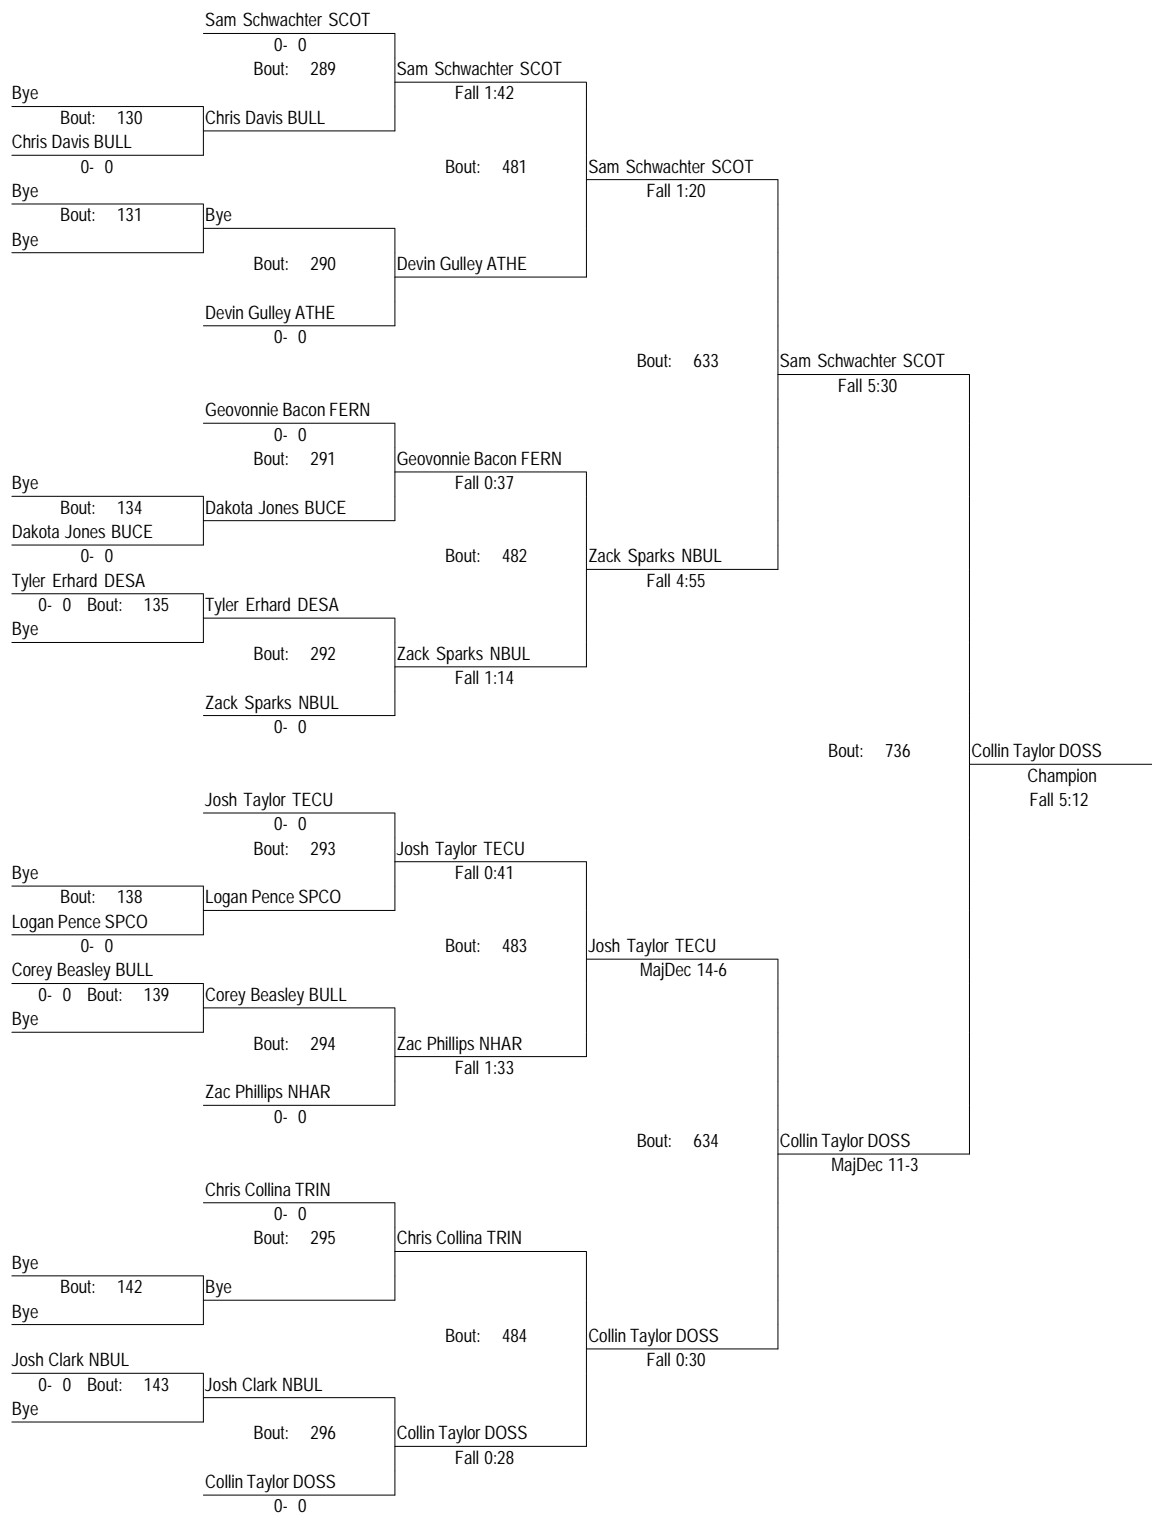 Sam Schwachter SCOT
0- 0
Bout: 289
Sam Schwachter SCOT
Fall 1:42
Bye
Bout: 130
Chris Davis BULL
Chris Davis BULL
0- 0
Bout: 481
Sam Schwachter SCOT
Fall 1:20
Bye
Bout: 131
Bye
Bye
Bout: 290
Devin Gulley ATHE
Devin Gulley ATHE
0- 0
Bout: 633
Sam Schwachter SCOT
Fall 5:30
Geovonnie Bacon FERN
0- 0
Bout: 291
Geovonnie Bacon FERN
Fall 0:37
Bye
Bout: 134
Dakota Jones BUCE
Dakota Jones BUCE
0- 0
Bout: 482
Zack Sparks NBUL
Fall 4:55
Tyler Erhard DESA
0- 0 Bout: 135
Tyler Erhard DESA
Bye
Bout: 292
Zack Sparks NBUL
Fall 1:14
Zack Sparks NBUL
0- 0
Bout: 736
Collin Taylor DOSS
Champion
Fall 5:12
Josh Taylor TECU
0- 0
Bout: 293
Josh Taylor TECU
Fall 0:41
Bye
Bout: 138
Logan Pence SPCO
Logan Pence SPCO
0- 0
Bout: 483
Josh Taylor TECU
MajDec 14-6
Corey Beasley BULL
0- 0 Bout: 139
Corey Beasley BULL
Bye
Bout: 294
Zac Phillips NHAR
Fall 1:33
Zac Phillips NHAR
0- 0
Bout: 634
Collin Taylor DOSS
MajDec 11-3
Chris Collina TRIN
0- 0
Bout: 295
Chris Collina TRIN
Bye
Bout: 142
Bye
Bye
Bout: 484
Collin Taylor DOSS
Fall 0:30
Josh Clark NBUL
0- 0 Bout: 143
Josh Clark NBUL
Bye
Bout: 296
Collin Taylor DOSS
Fall 0:28
Collin Taylor DOSS
0- 0